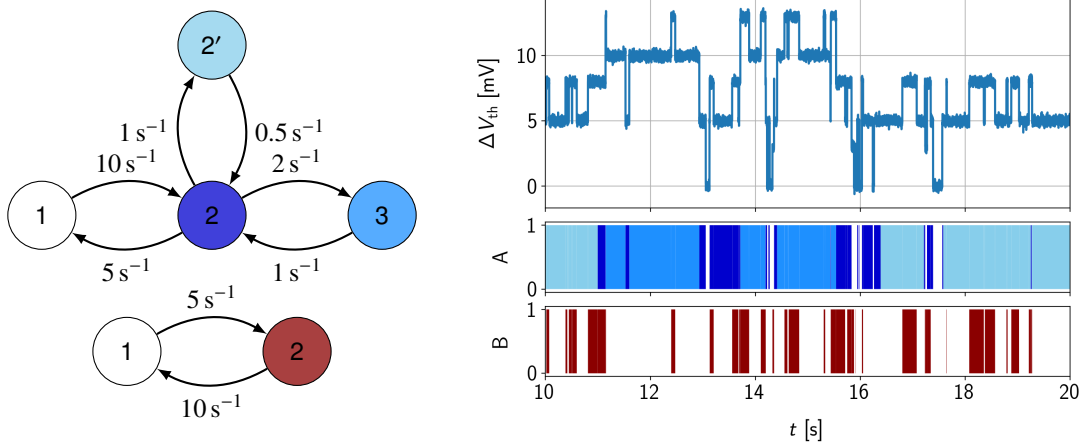 2′
1 s⁻¹ 0.5 s⁻¹
10 s⁻¹ 2 s⁻¹
1 2 3
5 s⁻¹ 1 s⁻¹
5 s⁻¹
1 2
10 s⁻¹
ΔV_th [mV]
10
5
0
A
1
0
B
1
0
10 12 14 16 18 20
t [s]